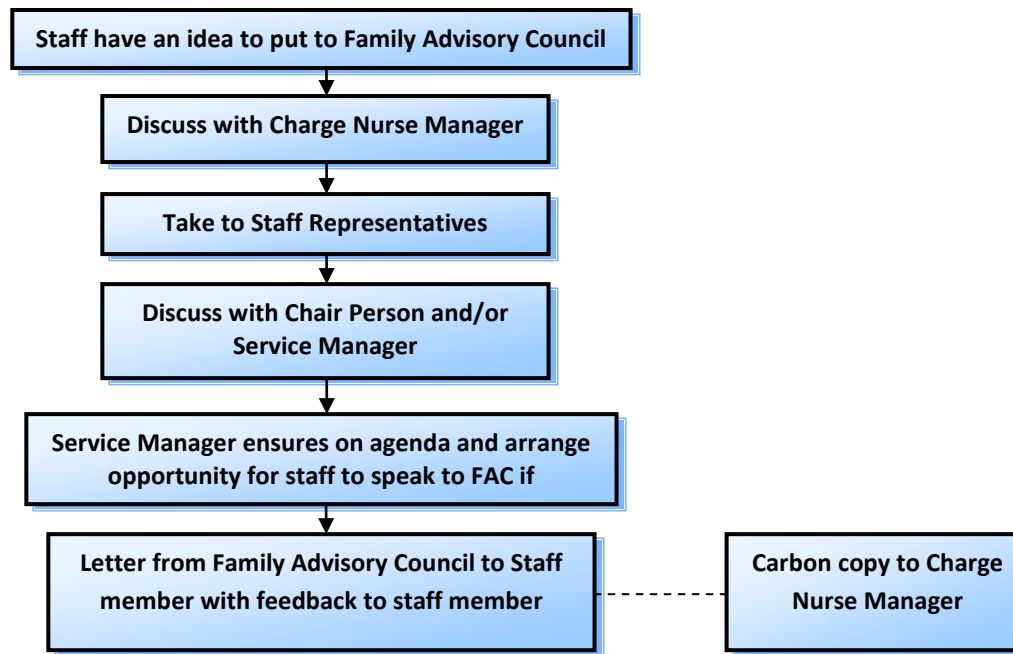 Staff have an idea to put to Family Advisory Council
Discuss with Charge Nurse Manager
Take to Staff Representatives
Discuss with Chair Person and/or
Service Manager
Service Manager ensures on agenda and arrange
opportunity for staff to speak to FAC if
Letter from Family Advisory Council to Staff
member with feedback to staff member
Carbon copy to Charge
Nurse Manager